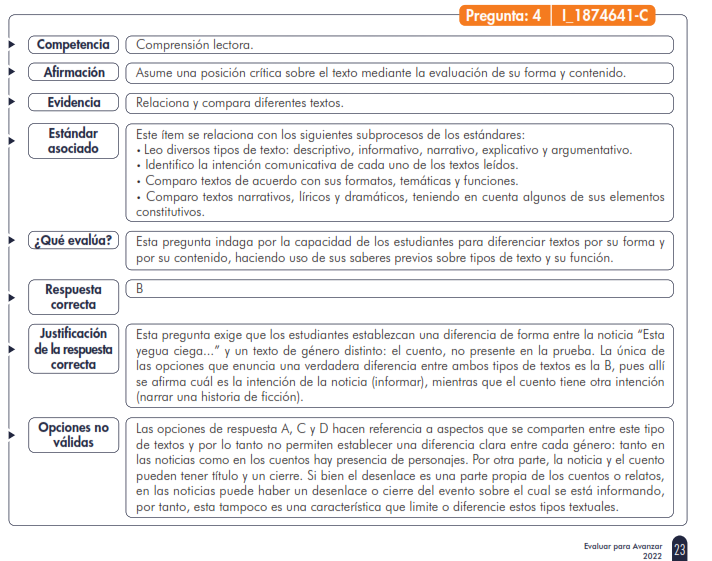 Pregunta: 4 I_1874641-C
Competencia
Comprensión lectora.
Afirmación
Asume una posición crítica sobre el texto mediante la evaluación de su forma y contenido.
Evidencia
Relaciona y compara diferentes textos.
Estándar
asociado
Este ítem se relaciona con los siguientes subprocesos de los estándares:
• Leo diversos tipos de texto: descriptivo, informativo, narrativo, explicativo y argumentativo.
• Identifico la intención comunicativa de cada uno de los textos leídos.
• Comparo textos de acuerdo con sus formatos, temáticas y funciones.
• Comparo textos narrativos, líricos y dramáticos, teniendo en cuenta algunos de sus elementos
constitutivos.
¿Qué evalúa?
Esta pregunta indaga por la capacidad de los estudiantes para diferenciar textos por su forma y
por su contenido, haciendo uso de sus saberes previos sobre tipos de texto y su función.
Respuesta
correcta
B
Justificación
de la respuesta
correcta
Esta pregunta exige que los estudiantes establezcan una diferencia de forma entre la noticia “Esta
yegua ciega...” y un texto de género distinto: el cuento, no presente en la prueba. La única de
las opciones que enuncia una verdadera diferencia entre ambos tipos de textos es la B, pues allí
se afirma cuál es la intención de la noticia (informar), mientras que el cuento tiene otra intención
(narrar una historia de ficción).
Opciones no
válidas
Las opciones de respuesta A, C y D hacen referencia a aspectos que se comparten entre este tipo
de textos y por lo tanto no permiten establecer una diferencia clara entre cada género: tanto en
las noticias como en los cuentos hay presencia de personajes. Por otra parte, la noticia y el cuento
pueden tener título y un cierre. Si bien el desenlace es una parte propia de los cuentos o relatos,
en las noticias puede haber un desenlace o cierre del evento sobre el cual se está informando,
por tanto, esta tampoco es una característica que limite o diferencie estos tipos textuales.
Evaluar para Avanzar
2022
23